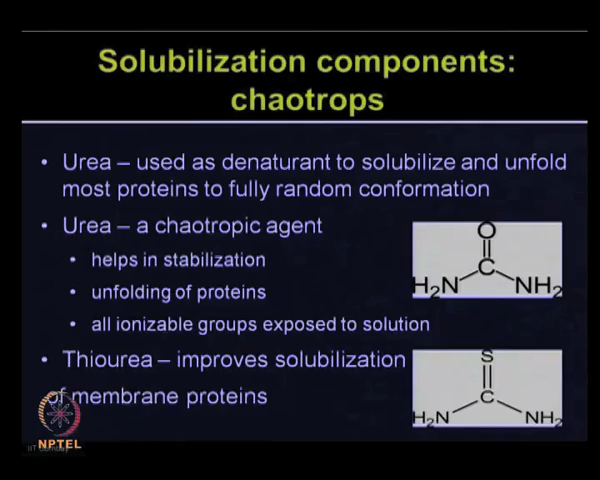 Solubilization components:
chaotrops
• Urea – used as denaturant to solubilize and unfold
most proteins to fully random conformation
• Urea – a chaotropic agent
• helps in stabilization
• unfolding of proteins
• all ionizable groups exposed to solution
O
C
H₂N NH₂
• Thiourea – improves solubilization
of membrane proteins
S
C
H₂N NH₂
NPTEL
IIT Bombay